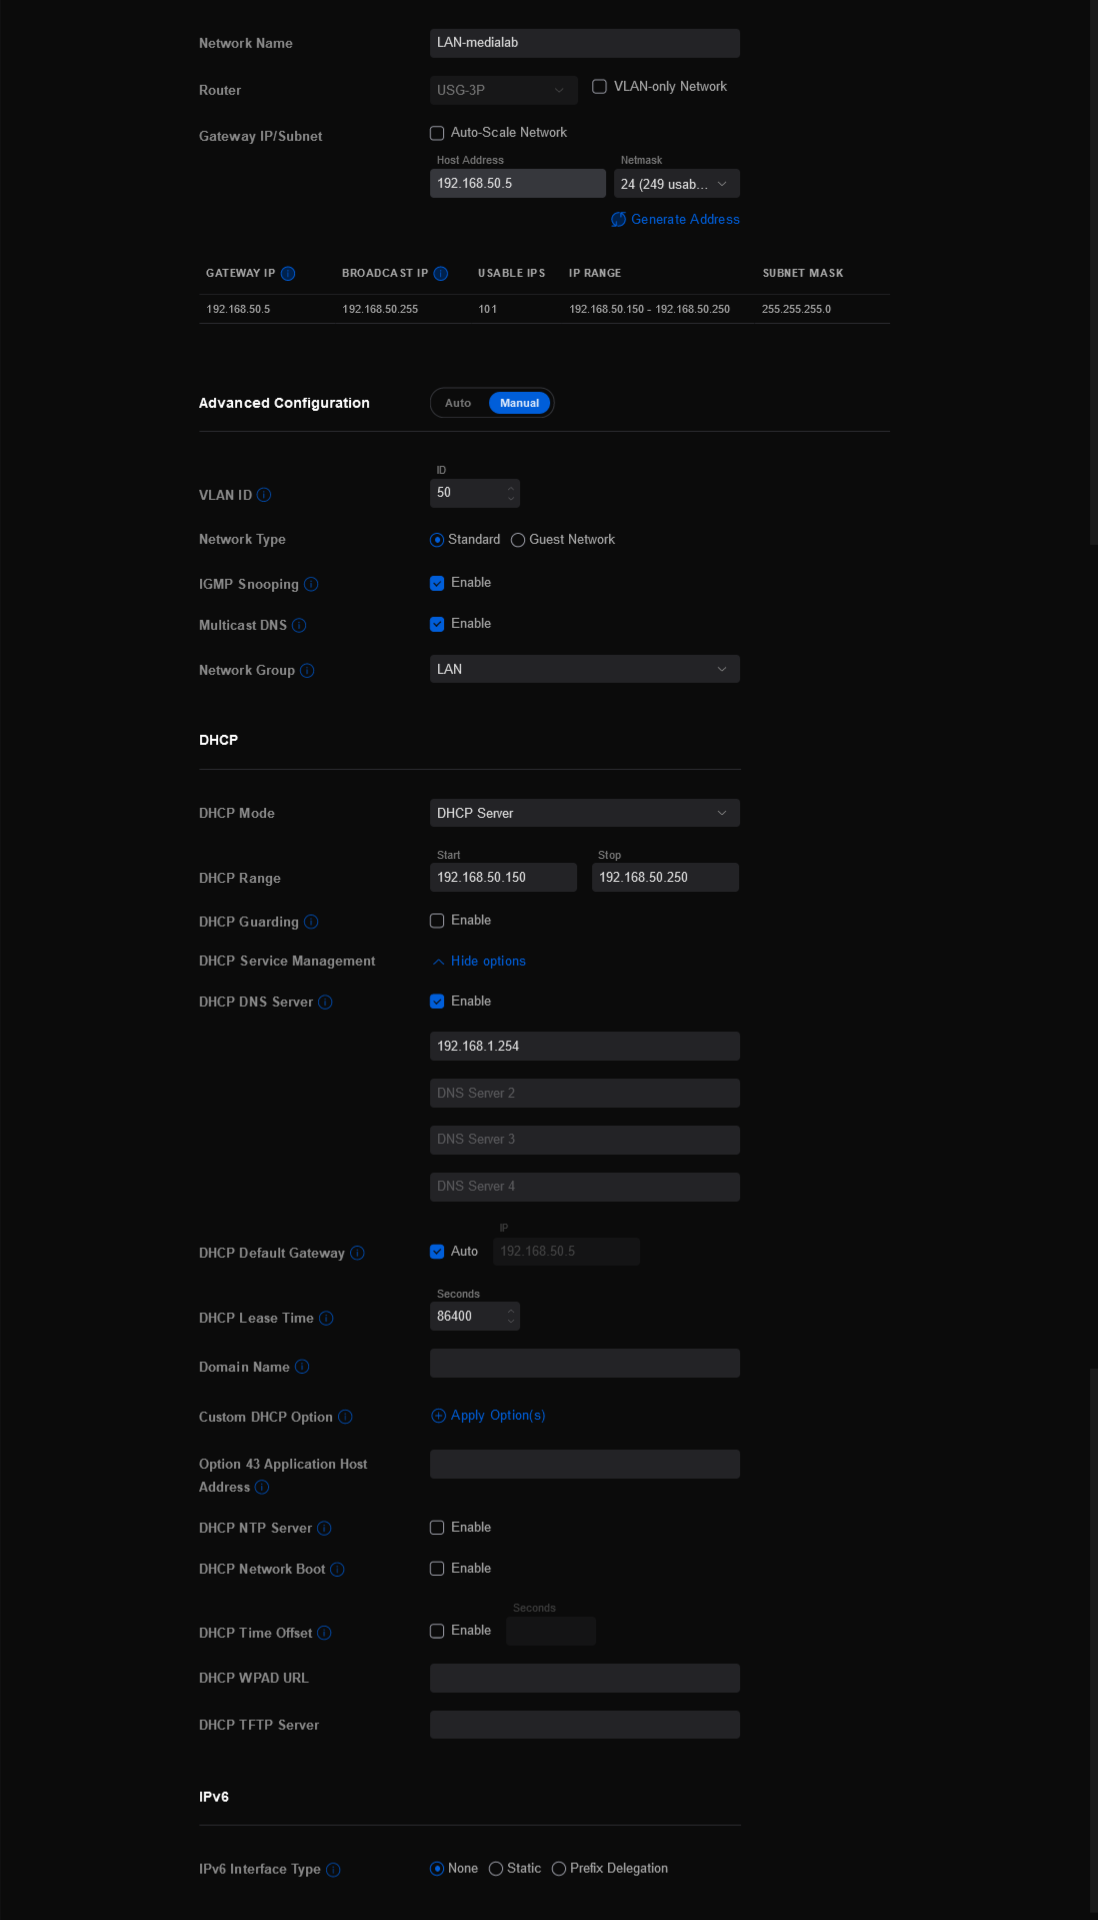 Network Name LAN-medialab
Router USG-3P VLAN-only Network
Gateway IP/Subnet Auto-Scale Network
Host Address Netmask
192.168.50.5 24 (249 usab...
Generate Address
GATEWAY IP BROADCAST IP USABLE IPS IP RANGE SUBNET MASK
192.168.50.5 192.168.50.255 101 192.168.50.150 - 192.168.50.250 255.255.255.0
Advanced Configuration Auto Manual
ID
VLAN ID 50
Network Type Standard Guest Network
IGMP Snooping Enable
Multicast DNS Enable
Network Group LAN
DHCP
DHCP Mode DHCP Server
Start Stop
DHCP Range 192.168.50.150 192.168.50.250
DHCP Guarding Enable
DHCP Service Management Hide options
DHCP DNS Server Enable
192.168.1.254
DNS Server 2
DNS Server 3
DNS Server 4
IP
DHCP Default Gateway Auto 192.168.50.5
Seconds
DHCP Lease Time 86400
Domain Name
Custom DHCP Option Apply Option(s)
Option 43 Application Host
Address
DHCP NTP Server Enable
DHCP Network Boot Enable
Seconds
DHCP Time Offset Enable
DHCP WPAD URL
DHCP TFTP Server
IPv6
IPv6 Interface Type None Static Prefix Delegation